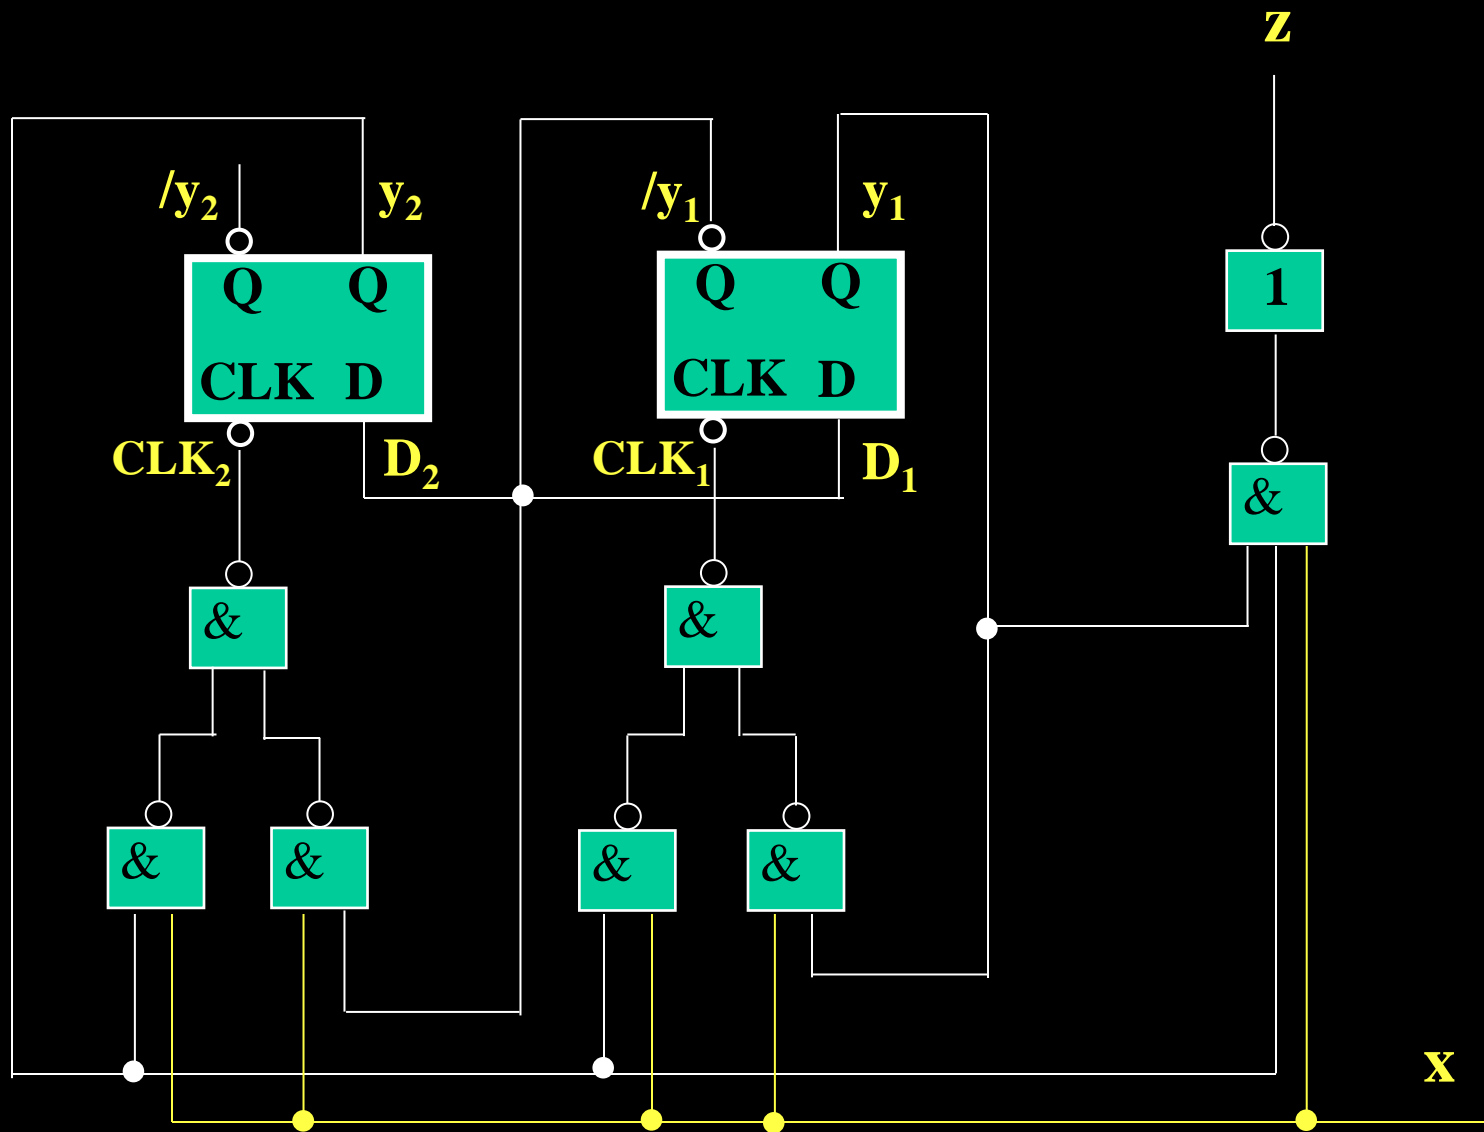 z
/y₂ y₂ /y₁ y₁
Q Q Q Q 1
CLK D CLK D
CLK₂ D₂ CLK₁ D₁
&
& &
& & & &
x